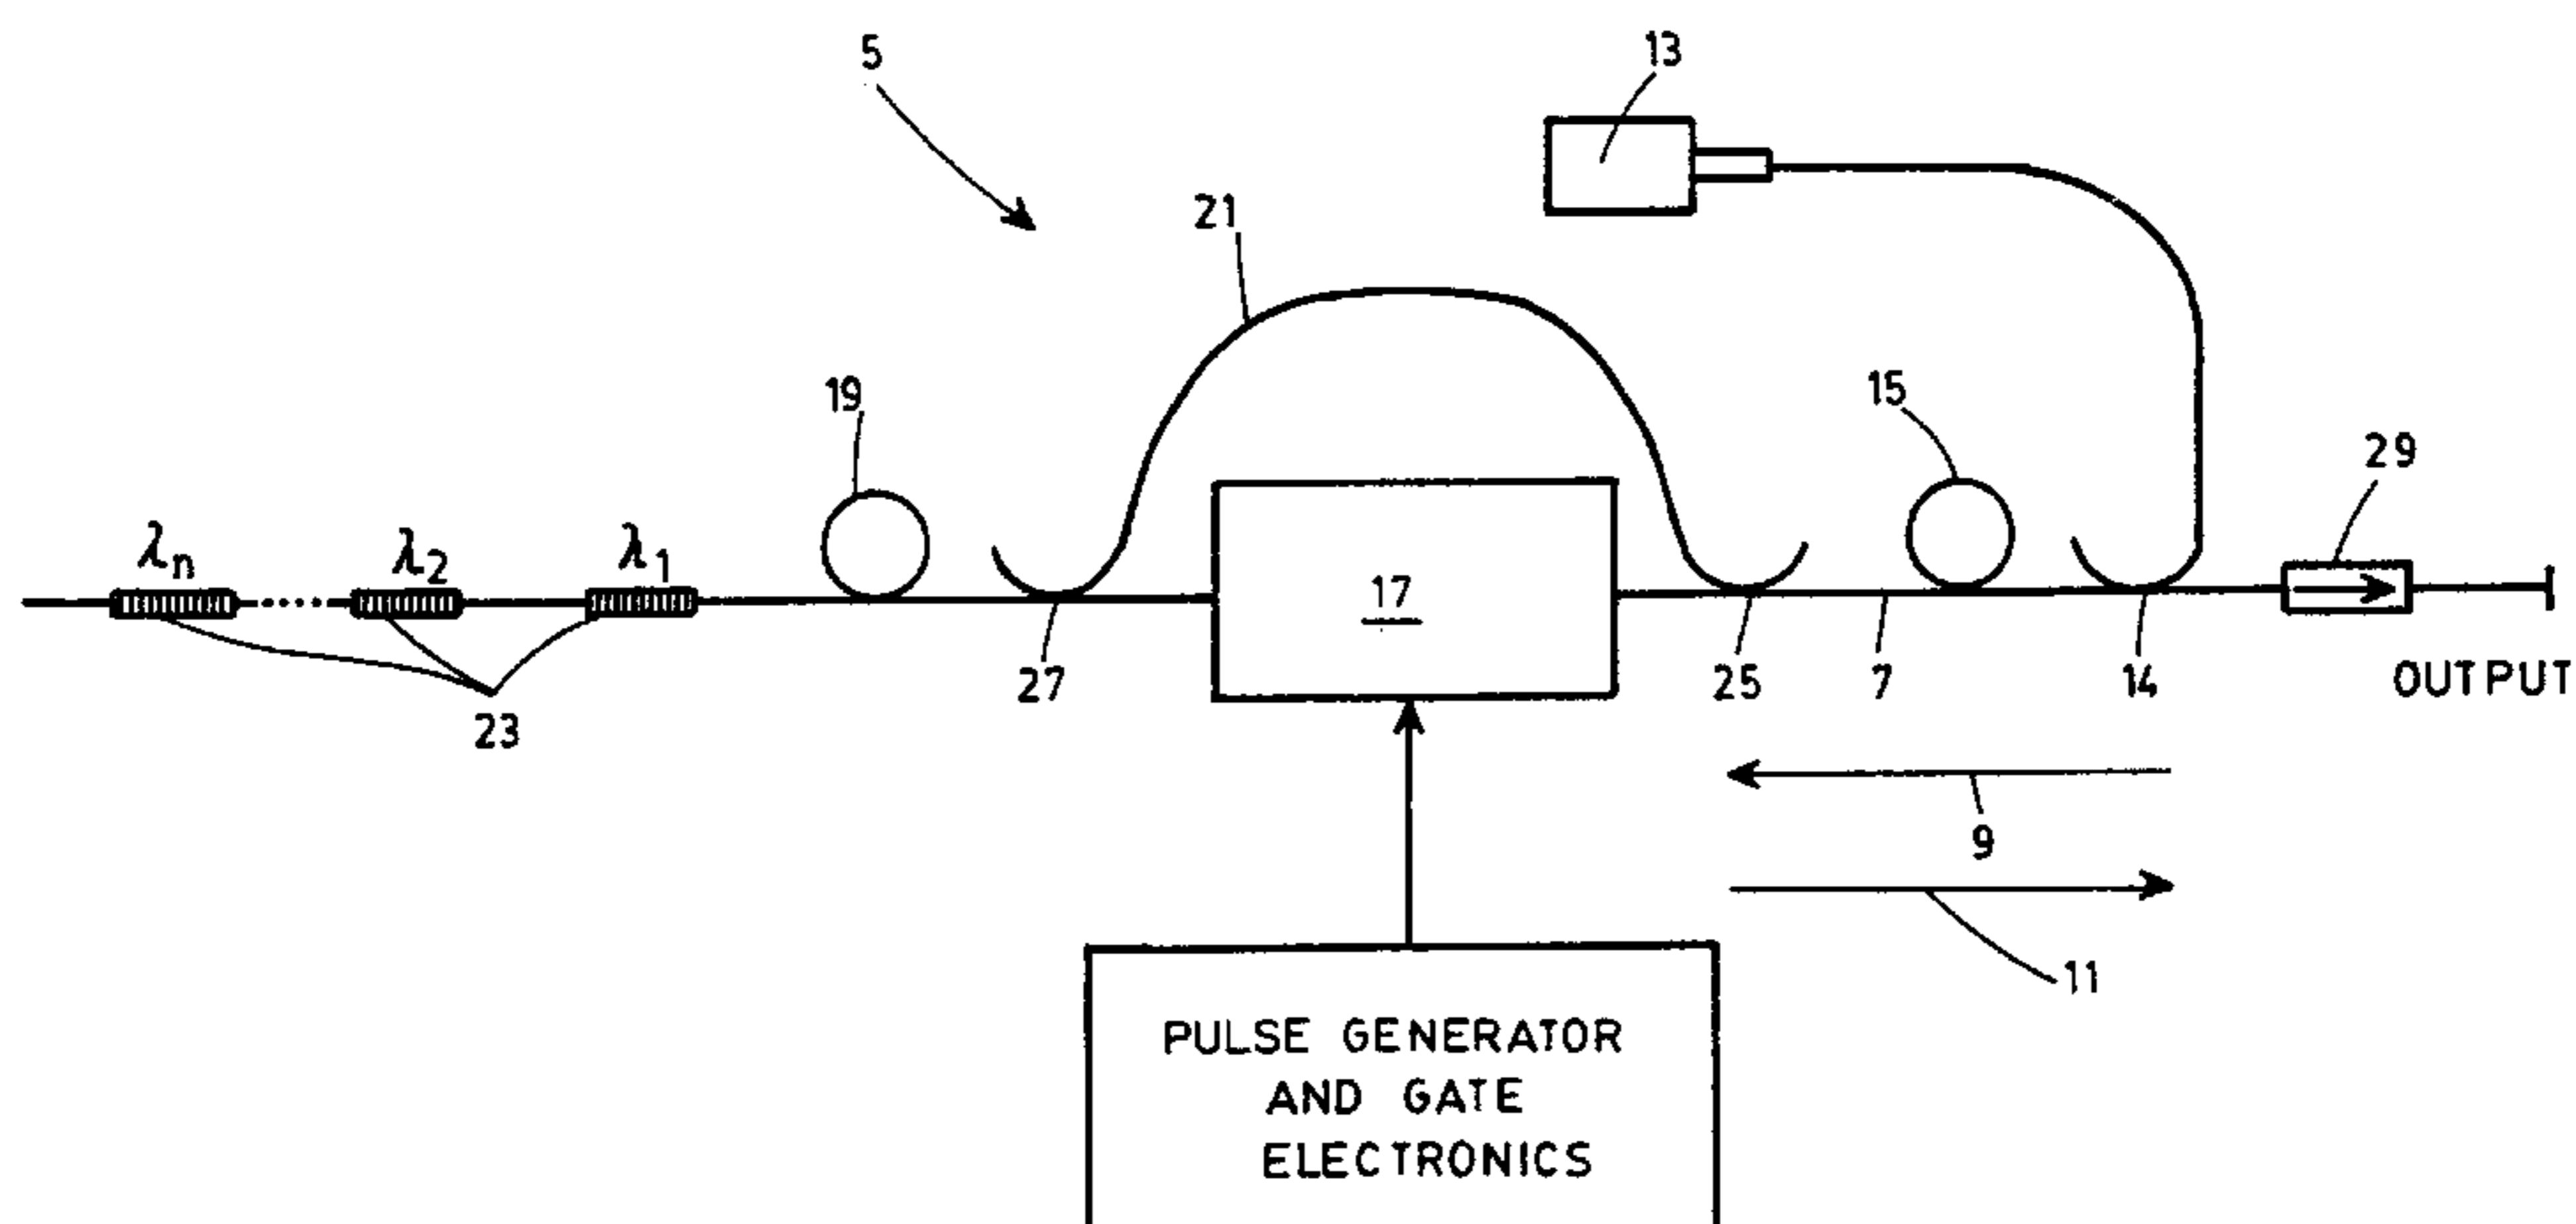 5
13
21
19
15
29
λn
λ2
λ1
17
23
27
25
7
14
OUTPUT
9
11
PULSE GENERATOR
AND GATE
ELECTRONICS